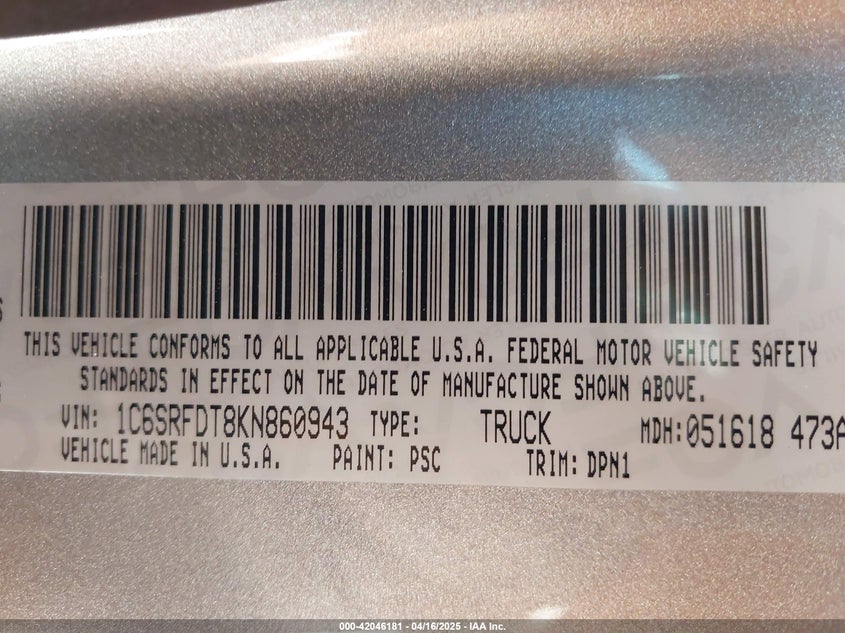 THIS VEHICLE CONFORMS TO ALL APPLICABLE U.S.A. FEDERAL MOTOR VEHICLE SAFETY
STANDARDS IN EFFECT ON THE DATE OF MANUFACTURE SHOWN ABOVE.
VIN: 1C6SRFDT8KN860943 TYPE: TRUCK MDH:051618 473A
VEHICLE MADE IN U.S.A. PAINT: PSC TRIM: DPN1
000-42046181 - 04/16/2025 - IAA Inc.